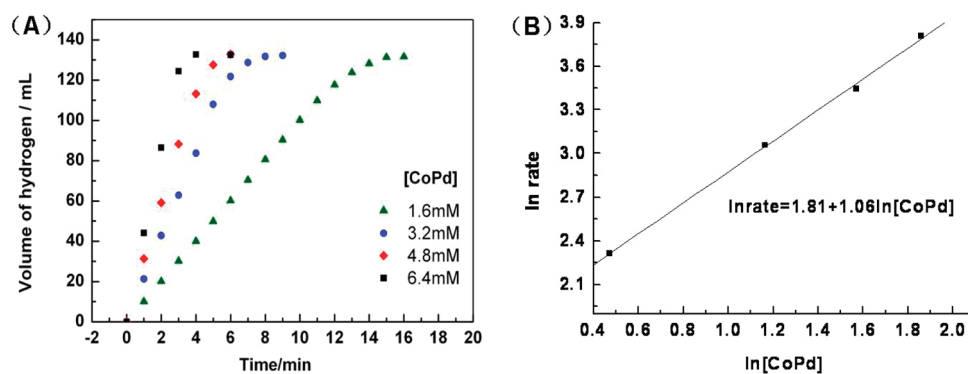 (A)
140
120
100
80
60
40
20
0
Volume of hydrogen / mL
[CoPd]
1.6mM
3.2mM
4.8mM
6.4mM
-2 0 2 4 6 8 10 12 14 16 18 20
Time/min
(B)
3.9
3.6
3.3
3.0
2.7
2.4
2.1
ln rate
lnrate=1.81+1.06ln[CoPd]
0.4 0.6 0.8 1.0 1.2 1.4 1.6 1.8 2.0
ln[CoPd]